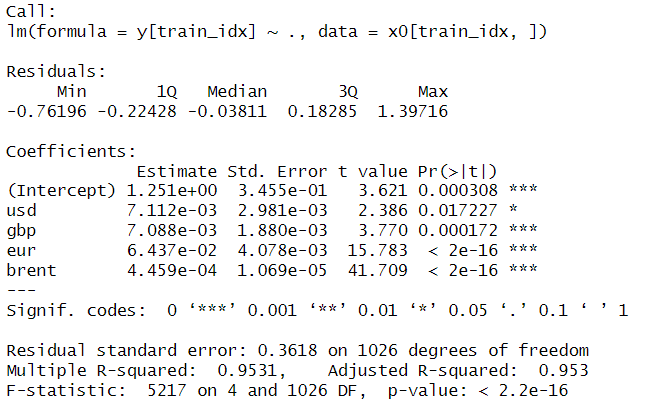 Call:
lm(formula = y[train_idx] ~ ., data = x0[train_idx, ])
Residuals:
     Min       1Q   Median       3Q      Max
-0.76196 -0.22428 -0.03811  0.18285  1.39716
Coefficients:
             Estimate Std. Error t value Pr(>|t|)
(Intercept) 1.251e+00  3.455e-01   3.621 0.000308 ***
usd         7.112e-03  2.981e-03   2.386 0.017227 *
gbp         7.088e-03  1.880e-03   3.770 0.000172 ***
eur         6.437e-02  4.078e-03  15.783  < 2e-16 ***
brent       4.459e-04  1.069e-05  41.709  < 2e-16 ***
---
Signif. codes:  0 ‘***’ 0.001 ‘**’ 0.01 ‘*’ 0.05 ‘.’ 0.1 ‘ ’ 1
Residual standard error: 0.3618 on 1026 degrees of freedom
Multiple R-squared:  0.9531,    Adjusted R-squared:  0.953
F-statistic:  5217 on 4 and 1026 DF,  p-value: < 2.2e-16